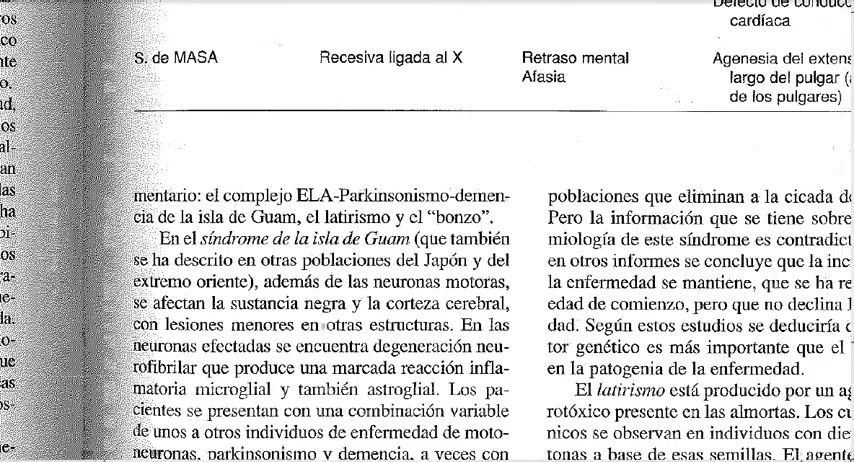 Defecto de conduc
cardíaca
S. de MASA Recesiva ligada al X Retraso mental Agenesia del extens
Afasia largo del pulgar (a
de los pulgares)
mentario: el complejo ELA-Parkinsonismo-demen-
cia de la isla de Guam, el latirismo y el “bonzo”.
En el síndrome de la isla de Guam (que también
se ha descrito en otras poblaciones del Japón y del
extremo oriente), además de las neuronas motoras,
se afectan la sustancia negra y la corteza cerebral,
con lesiones menores en otras estructuras. En las
neuronas efectadas se encuentra degeneración neu-
rofibrilar que produce una marcada reacción infla-
matoria microglial y también astroglial. Los pa-
cientes se presentan con una combinación variable
de unos a otros individuos de enfermedad de moto-
neuronas, parkinsonismo y demencia, a veces con
poblaciones que eliminan a la cicada de
Pero la información que se tiene sobre
miología de este síndrome es contradict
en otros informes se concluye que la inc
la enfermedad se mantiene, que se ha re
edad de comienzo, pero que no declina l
dad. Según estos estudios se deduciría
tor genético es más importante que el
en la patogenia de la enfermedad.
El latirismo está producido por un ag
rotóxico presente en las almortas. Los cu
nicos se observan en individuos con die
tonas a base de esas semillas. El agente